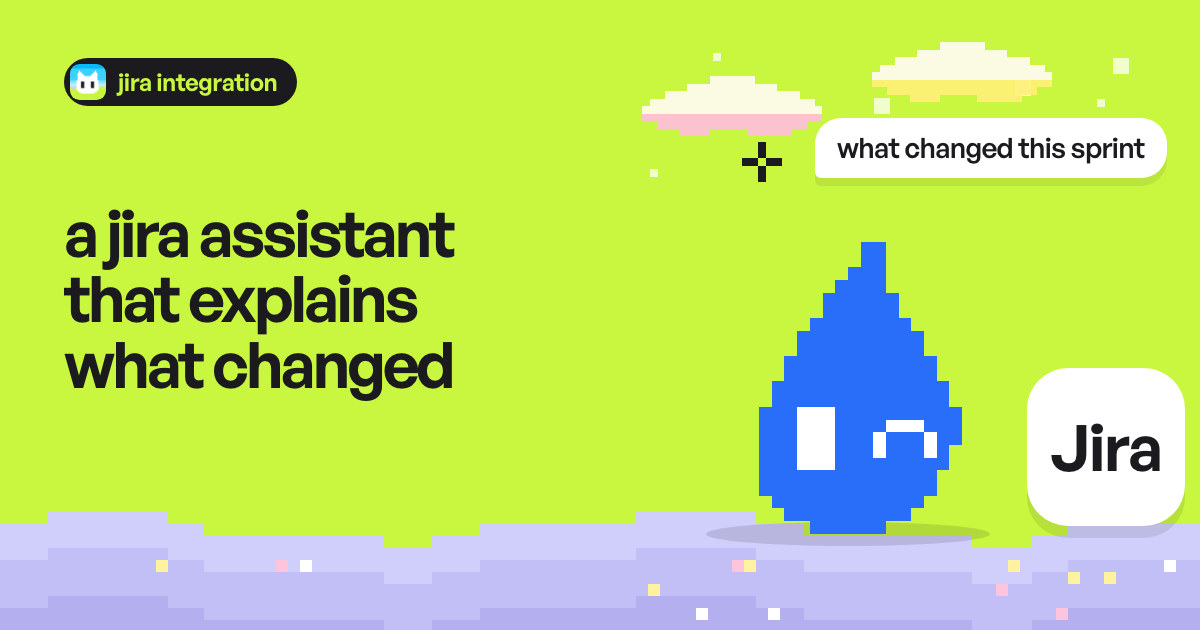 jira integration
what changed this sprint
a jira assistant
that explains
what changed
Jira